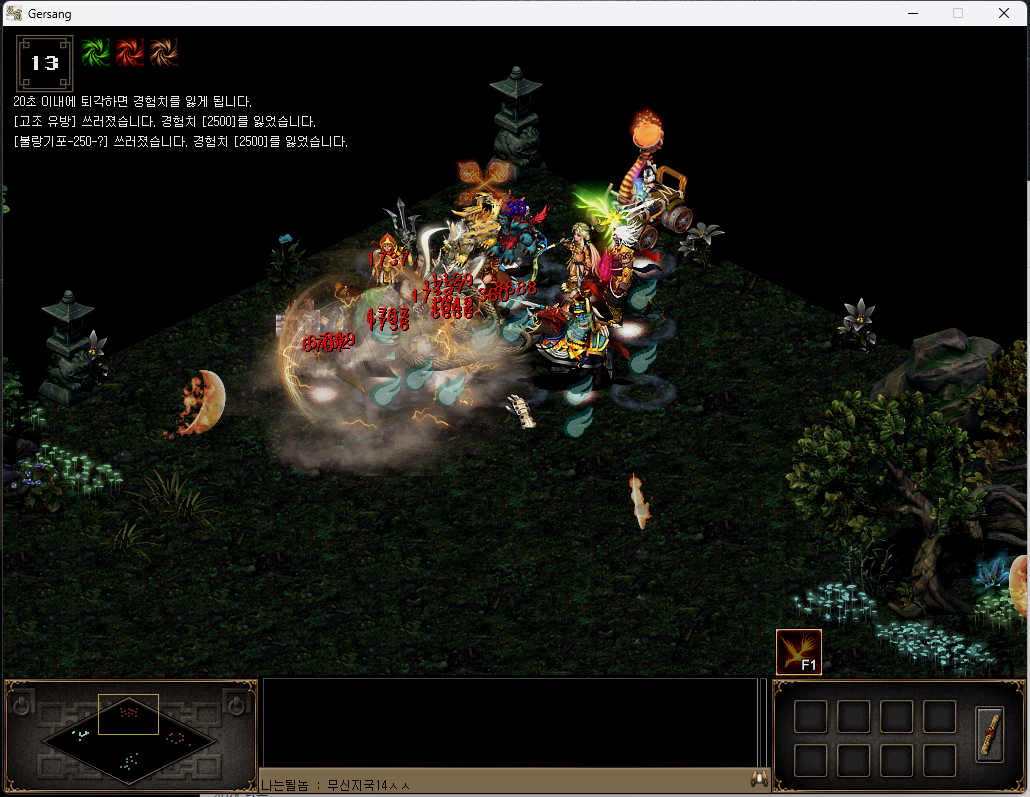 Gersang
13
20초 이내에 퇴각하면 경험치를 잃게 됩니다.
[고조 유방] 쓰러졌습니다. 경험치 [2500]를 잃었습니다.
[불랑기포-250-?] 쓰러졌습니다. 경험치 [2500]를 잃었습니다.
1737
F1
나는될놈 : 무신지국14ㅅㅅ